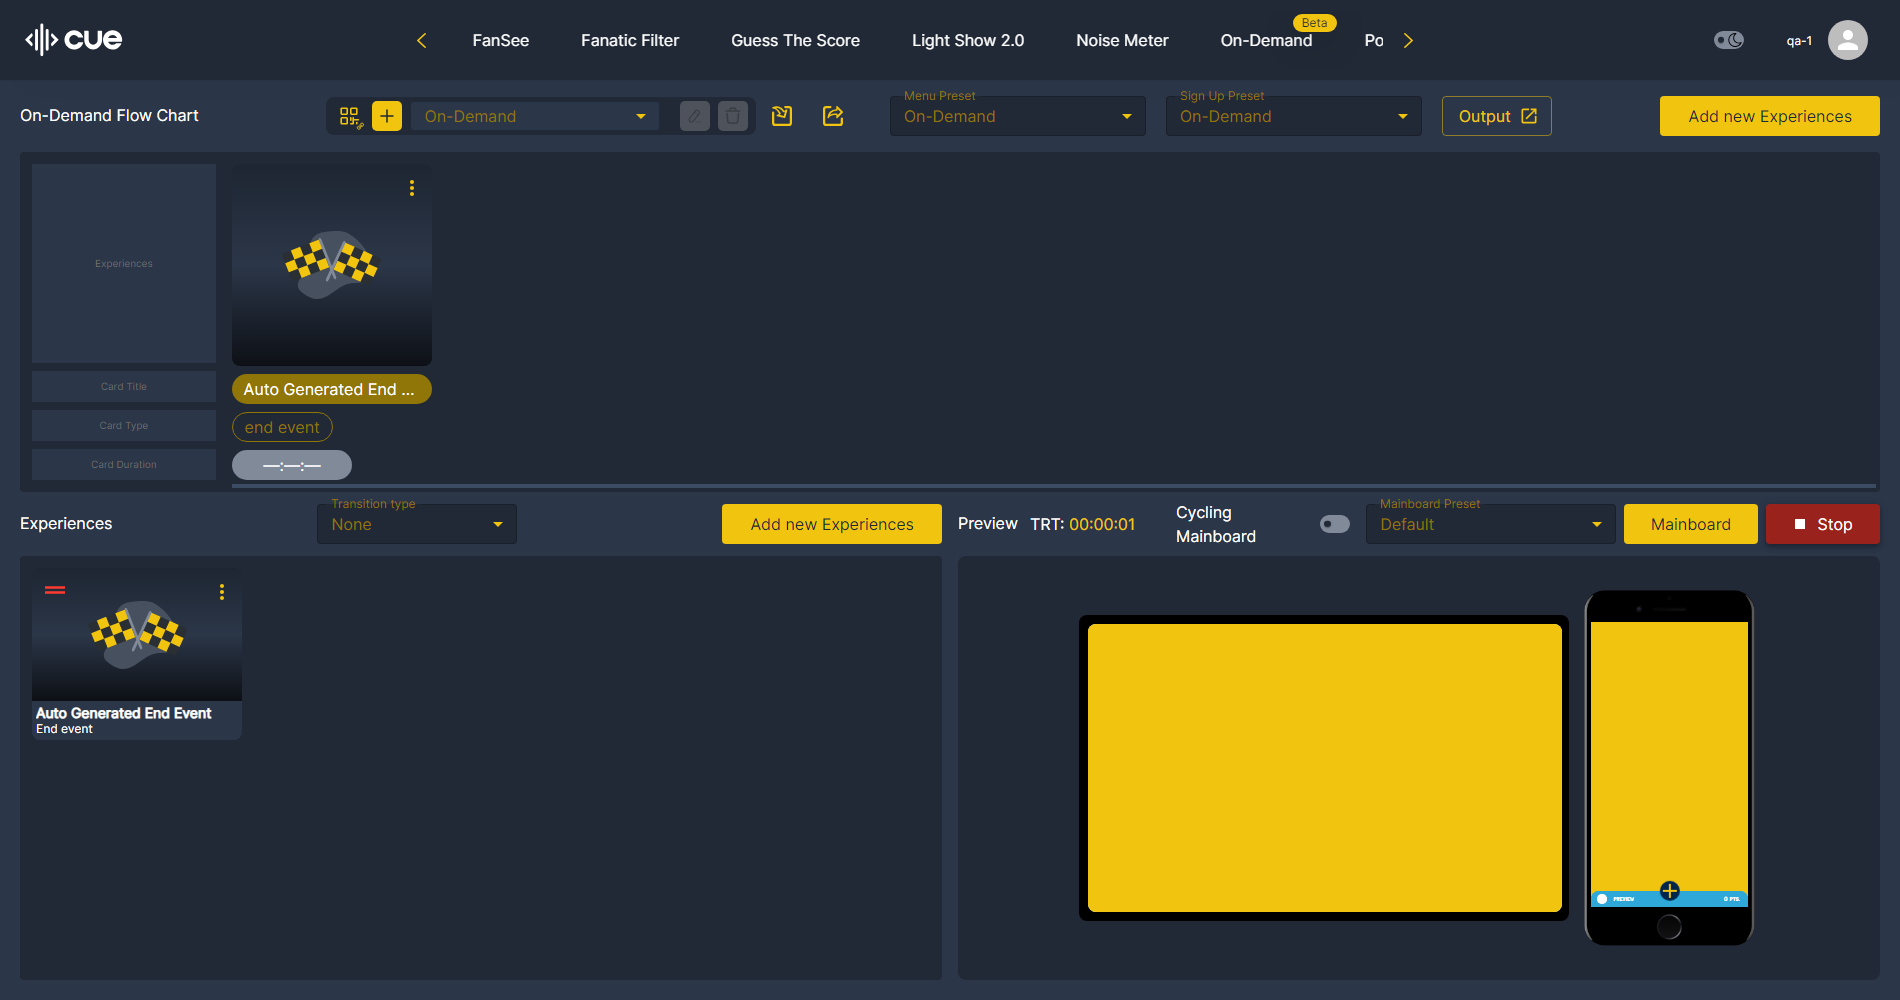 cue
FanSee
Fanatic Filter
Guess The Score
Light Show 2.0
Noise Meter
Beta
On-Demand
Po
qa-1
On-Demand Flow Chart
On-Demand
Menu Preset
On-Demand
Sign Up Preset
On-Demand
Output
Add new Experiences
Experiences
Card Title
Card Type
Card Duration
Auto Generated End ...
end event
—:—:—
Experiences
Transition type
None
Add new Experiences
Preview
TRT: 00:00:01
Cycling
Mainboard
Mainboard Preset
Default
Mainboard
Stop
Auto Generated End Event
End event
PREVIEW
0 PTS.